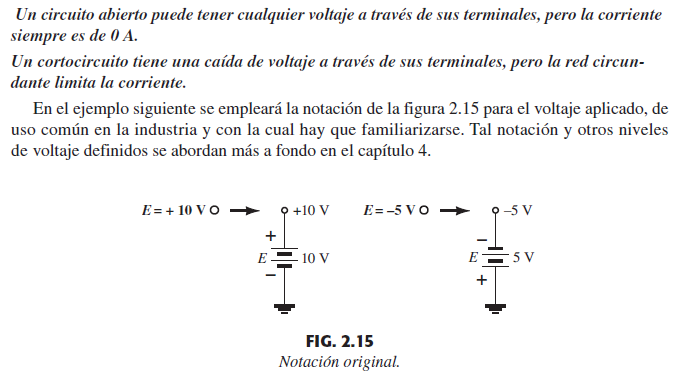 Un circuito abierto puede tener cualquier voltaje a través de sus terminales, pero la corriente
siempre es de 0 A.
Un cortocircuito tiene una caída de voltaje a través de sus terminales, pero la red circun-
dante limita la corriente.
En el ejemplo siguiente se empleará la notación de la figura 2.15 para el voltaje aplicado, de
uso común en la industria y con la cual hay que familiarizarse. Tal notación y otros niveles
de voltaje definidos se abordan más a fondo en el capítulo 4.
E = + 10 V
+10 V
+
E
10 V
–
E = –5 V
–5 V
–
E
5 V
+
FIG. 2.15
Notación original.